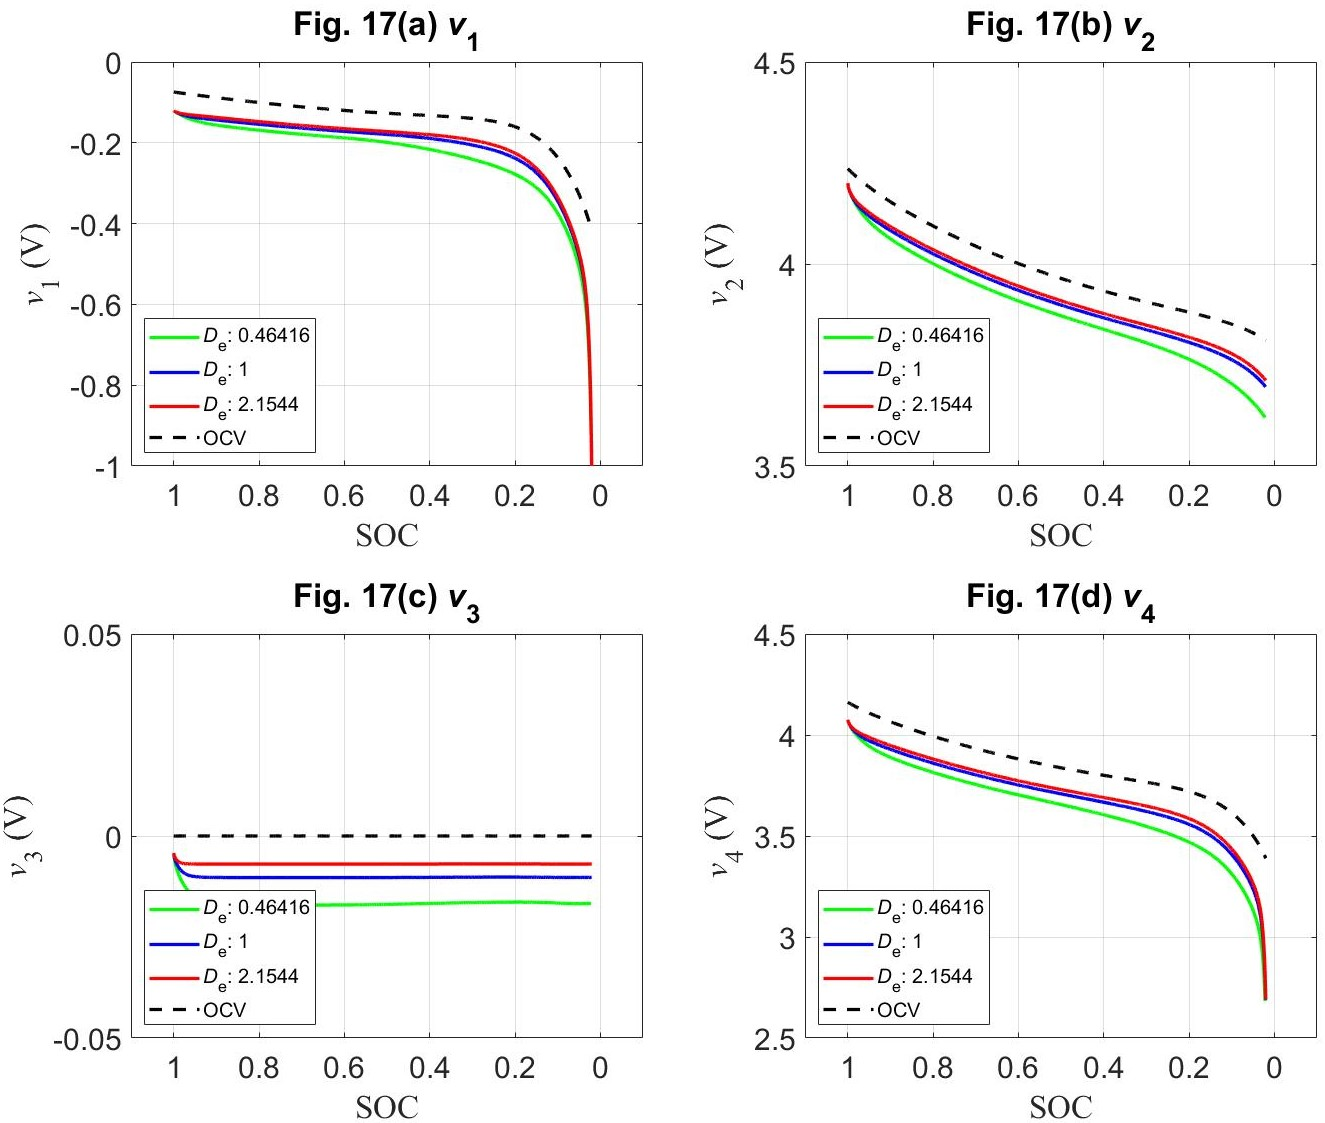 Fig. 17(a) v1
0
-0.2
-0.4
-0.6
-0.8
-1
v1 (V)
De: 0.46416
De: 1
De: 2.1544
OCV
1 0.8 0.6 0.4 0.2 0
SOC
Fig. 17(b) v2
4.5
4
3.5
v2 (V)
De: 0.46416
De: 1
De: 2.1544
OCV
1 0.8 0.6 0.4 0.2 0
SOC
Fig. 17(c) v3
0.05
0
-0.05
v3 (V)
De: 0.46416
De: 1
De: 2.1544
OCV
1 0.8 0.6 0.4 0.2 0
SOC
Fig. 17(d) v4
4.5
4
3.5
3
2.5
v4 (V)
De: 0.46416
De: 1
De: 2.1544
OCV
1 0.8 0.6 0.4 0.2 0
SOC